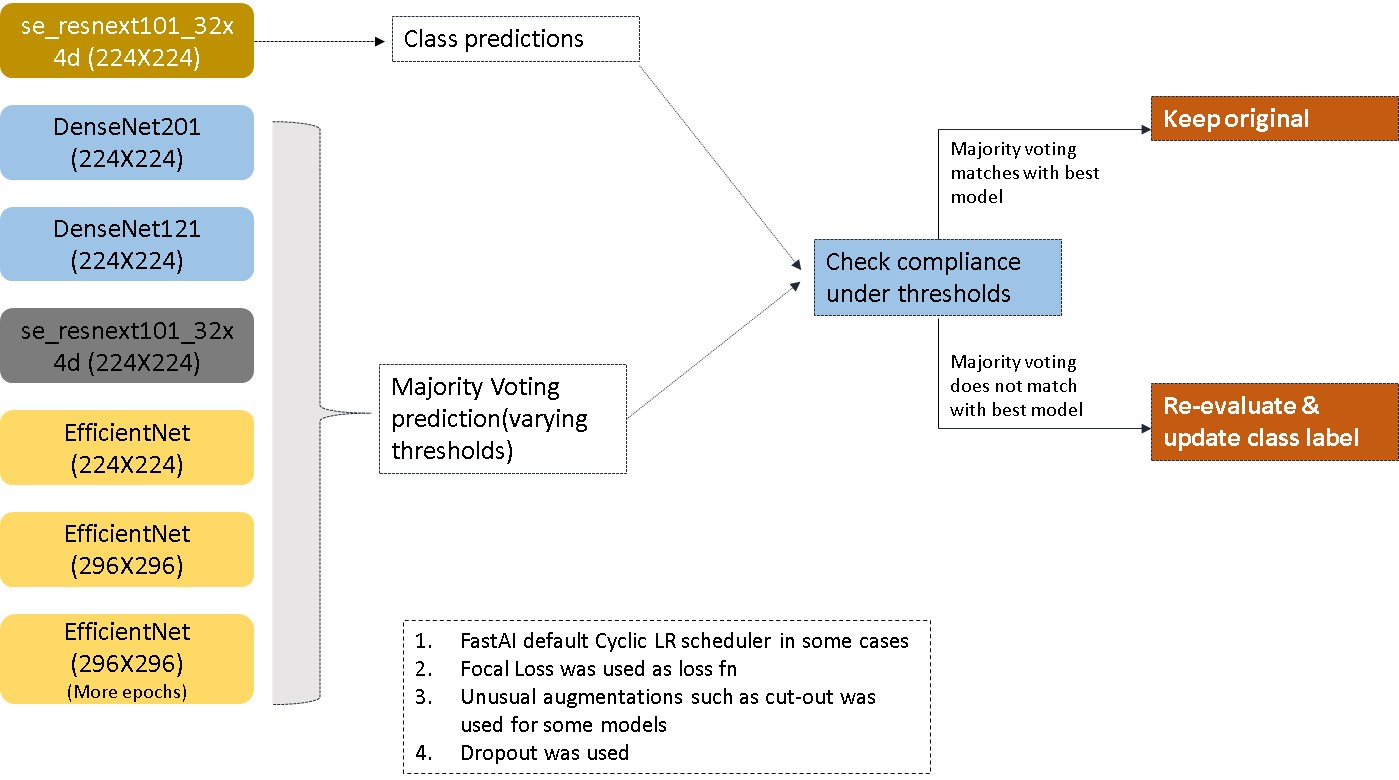 se_resnext101_32x
4d (224X224)
Class predictions
DenseNet201
(224X224)
DenseNet121
(224X224)
se_resnext101_32x
4d (224X224)
EfficientNet
(224X224)
EfficientNet
(296X296)
EfficientNet
(296X296)
(More epochs)
Majority Voting
prediction(varying
thresholds)
Check compliance
under thresholds
Majority voting
matches with best
model
Keep original
Majority voting
does not match
with best model
Re-evaluate &
update class label
1. FastAI default Cyclic LR scheduler in some cases
2. Focal Loss was used as loss fn
3. Unusual augmentations such as cut-out was
used for some models
4. Dropout was used